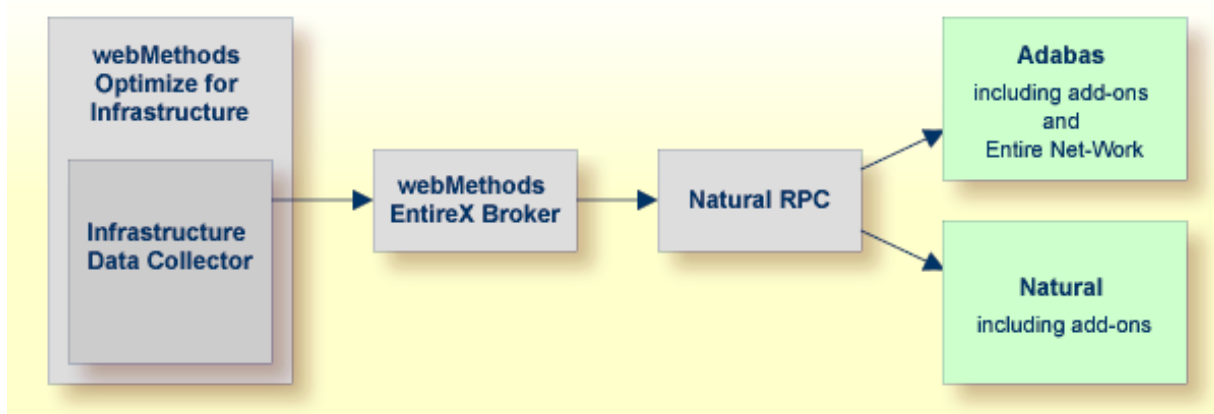 webMethods
Optimize for
Infrastructure
Infrastructure
Data Collector
webMethods
EntireX Broker
Natural RPC
Adabas
including add-ons
and
Entire Net-Work
Natural
including add-ons